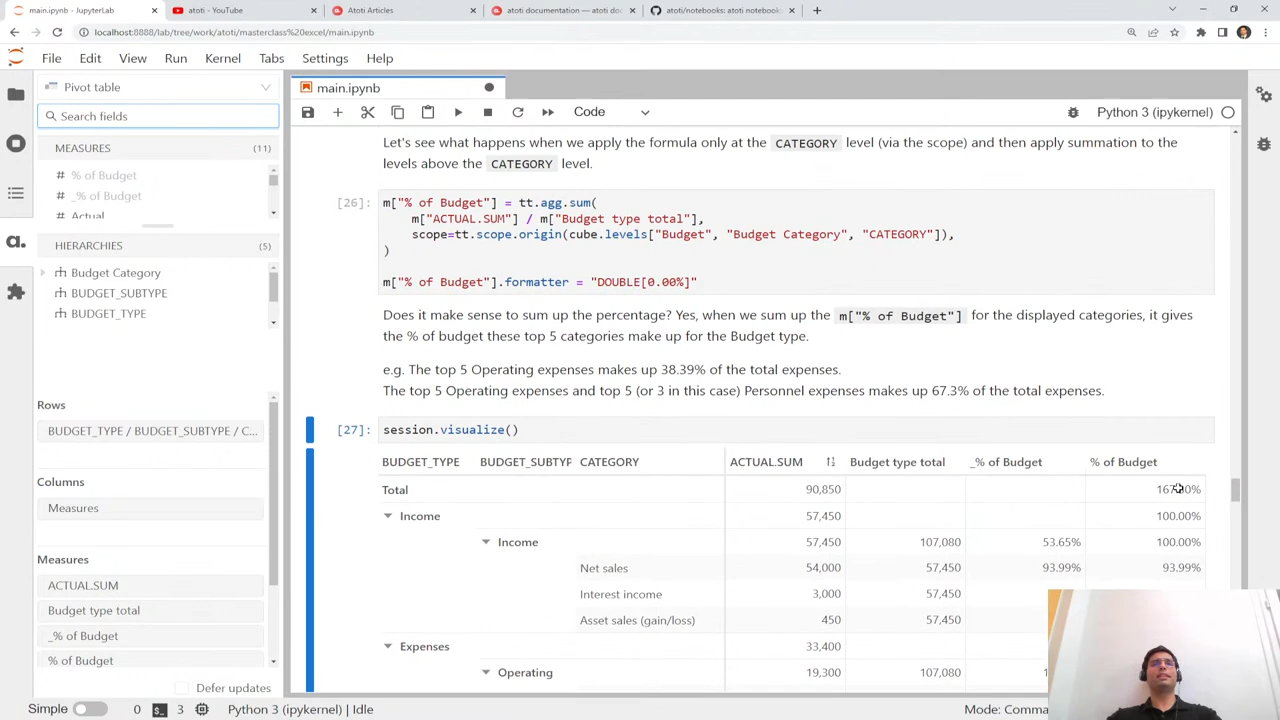 main.ipynb - JupyterLab
atoti - YouTube
Atoti Articles
atoti documentation — atoti doc
atoti/notebooks: atoti notebook
localhost:8888/lab/tree/work/atoti/masterclass%20excel/main.ipynb
File Edit View Run Kernel Tabs Settings Help
Pivot table
main.ipynb
Search fields
Code
Python 3 (ipykernel)
MEASURES (11)
# % of Budget
# _% of Budget
# Actual
HIERARCHIES (5)
Budget Category
BUDGET_SUBTYPE
BUDGET_TYPE
Rows
BUDGET_TYPE / BUDGET_SUBTYPE / C...
Columns
Measures
Measures
ACTUAL.SUM
Budget type total
_% of Budget
% of Budget
Defer updates
Let's see what happens when we apply the formula only at the CATEGORY level (via the scope) and then apply summation to the
levels above the CATEGORY level.
[26]: m["% of Budget"] = tt.agg.sum(
m["ACTUAL.SUM"] / m["Budget type total"],
scope=tt.scope.origin(cube.levels["Budget", "Budget Category", "CATEGORY"]),
)
m["% of Budget"].formatter = "DOUBLE[0.00%]"
Does it make sense to sum up the percentage? Yes, when we sum up the m["% of Budget"] for the displayed categories, it gives
the % of budget these top 5 categories make up for the Budget type.
e.g. The top 5 Operating expenses makes up 38.39% of the total expenses.
The top 5 Operating expenses and top 5 (or 3 in this case) Personnel expenses makes up 67.3% of the total expenses.
[27]: session.visualize()
BUDGET_TYPE BUDGET_SUBTYP CATEGORY ACTUAL.SUM Budget type total _% of Budget % of Budget
Total 90,850
Income 57,450 100.00%
Income 57,450 107,080 53.65% 100.00%
Net sales 54,000 57,450 93.99% 93.99%
Interest income 3,000 57,450
Asset sales (gain/loss) 450 57,450
Expenses 33,400
Operating 19,300 107,080
Simple 0 3 Python 3 (ipykernel) | Idle
Mode: Comma